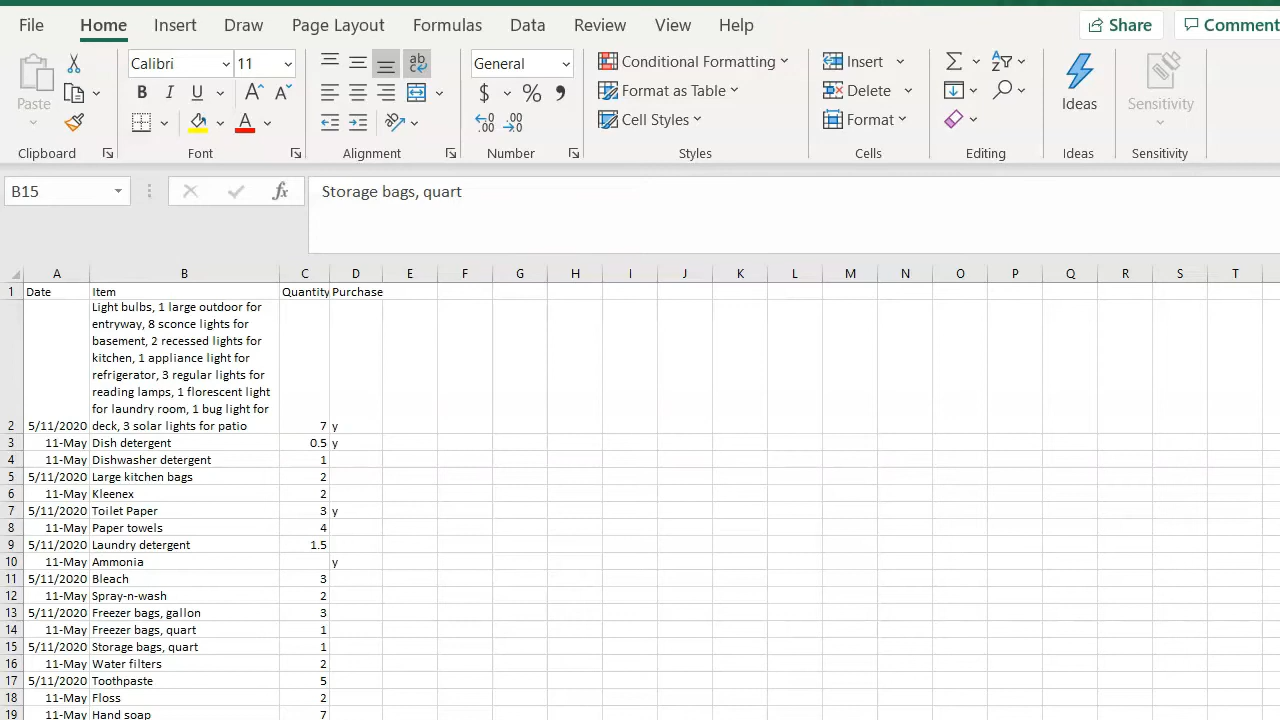 File Home Insert Draw Page Layout Formulas Data Review View Help Share Comment
Calibri 11 ab General Conditional Formatting Insert
Paste B I U A A $ % 9 Format as Table Delete Ideas Sensitivity
A .00 .0 Cell Styles Format
Clipboard Font Alignment Number Styles Cells Editing Ideas Sensitivity
B15 fx Storage bags, quart
A B C D E F G H I J K L M N O P Q R S T
1 Date Item Quantity Purchase
Light bulbs, 1 large outdoor for
entryway, 8 sconce lights for
basement, 2 recessed lights for
kitchen, 1 appliance light for
refrigerator, 3 regular lights for
reading lamps, 1 florescent light
for laundry room, 1 bug light for
2 5/11/2020 deck, 3 solar lights for patio 7 y
3 11-May Dish detergent 0.5 y
4 11-May Dishwasher detergent 1
5 5/11/2020 Large kitchen bags 2
6 11-May Kleenex 2
7 5/11/2020 Toilet Paper 3 y
8 11-May Paper towels 4
9 5/11/2020 Laundry detergent 1.5
10 11-May Ammonia y
11 5/11/2020 Bleach 3
12 11-May Spray-n-wash 2
13 5/11/2020 Freezer bags, gallon 3
14 11-May Freezer bags, quart 1
15 5/11/2020 Storage bags, quart 1
16 11-May Water filters 2
17 5/11/2020 Toothpaste 5
18 11-May Floss 2
19 11-May Hand soap 7